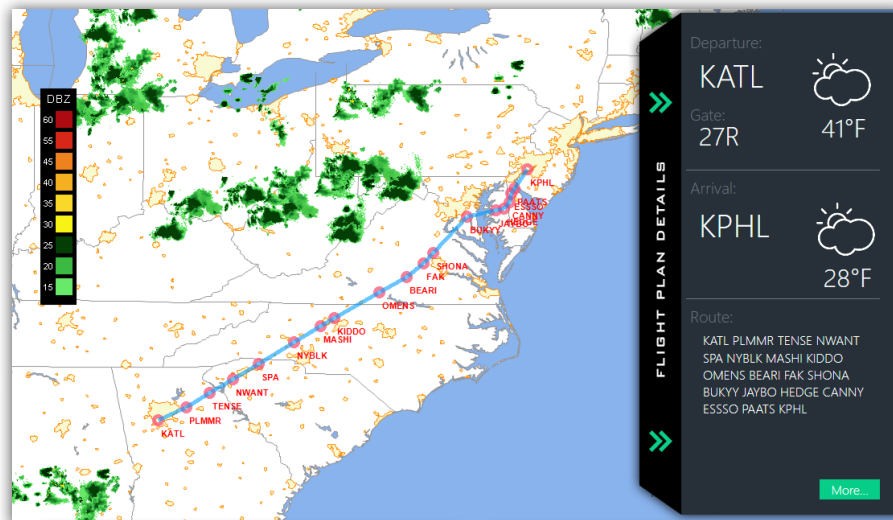 DBZ
60
55
45
40
35
30
25
20
15
KPHL
PAATS
ESSSO
CANNY
HEDGE
JAYBO
BUKYY
SHONA
FAK
BEARI
OMENS
KIDDO
MASHI
NYBLK
SPA
NWANT
TENSE
PLMMR
KATL
FLIGHT PLAN DETAILS
Departure:
KATL
Gate:
27R
41°F
Arrival:
KPHL
28°F
Route:
KATL PLMMR TENSE NWANT
SPA NYBLK MASHI KIDDO
OMENS BEARI FAK SHONA
BUKYY JAYBO HEDGE CANNY
ESSSO PAATS KPHL
More...